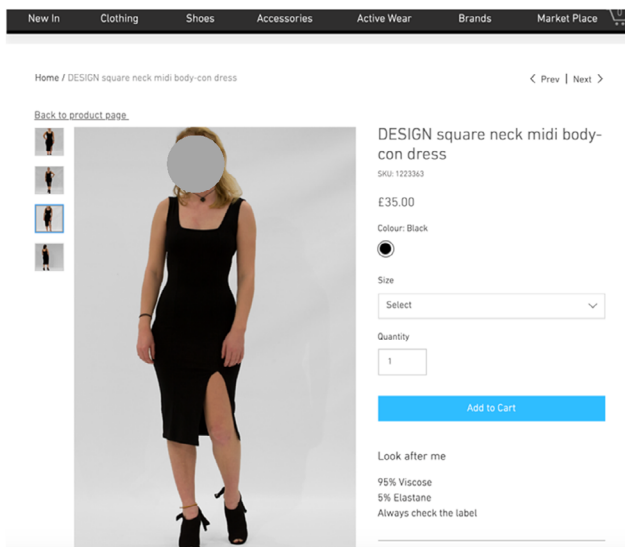 New In Clothing Shoes Accessories Active Wear Brands Market Place 0
Home / DESIGN square neck midi body-con dress
Prev | Next
Back to product page
DESIGN square neck midi body-
con dress
SKU: 1223363
£35.00
Colour: Black
Size
Select
Quantity
1
Add to Cart
Look after me
95% Viscose
5% Elastane
Always check the label